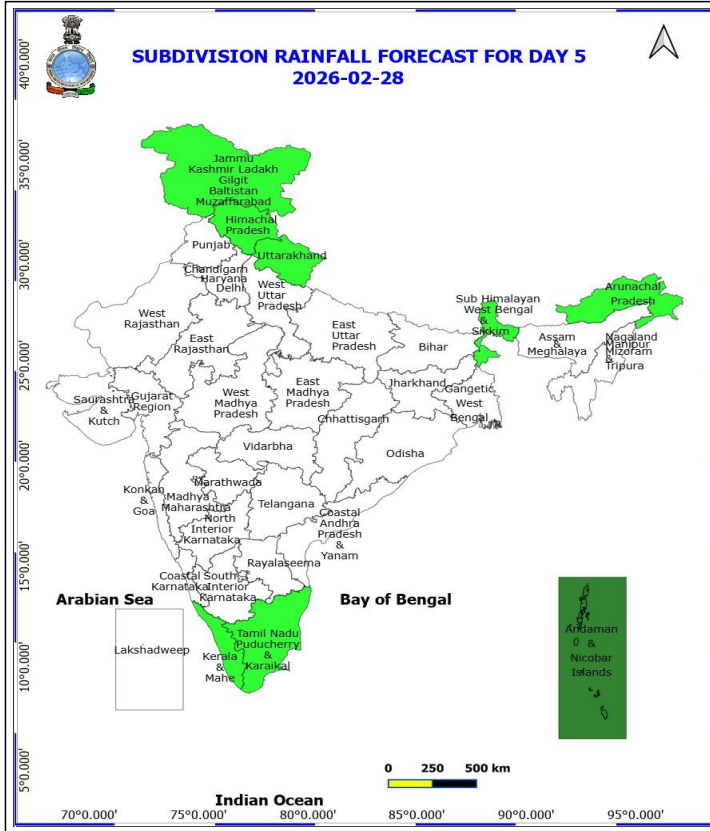 SUBDIVISION RAINFALL FORECAST FOR DAY 5
2026-02-28
40°0.000'
35°0.000'
30°0.000'
25°0.000'
20°0.000'
15°0.000'
10°0.000'
5°0.000'
Jammu
Kashmir Ladakh
Gilgit
Baltistan
Muzaffarabad
Himachal
Pradesh
Punjab
Uttarakhand
Chandigarh
Haryana
Delhi
West
Uttar
Pradesh
Arunachal
Pradesh
Sub Himalayan
West Bengal
&
Sikkim
West
Rajasthan
East
Rajasthan
East
Uttar
Pradesh
Bihar
Assam
&
Meghalaya
Nagaland
Manipur
Mizoram
&
Tripura
Saurashtra
&
Kutch
Gujarat
Region
West
Madhya
Pradesh
East
Madhya
Pradesh
Jharkhand
Gangetic
West
Bengal
Chhattisgarh
Vidarbha
Odisha
Konkan
&
Goa
Madhya
Maharashtra
Marathwada
Telangana
North
Interior
Karnataka
Coastal
Andhra
Pradesh
&
Yanam
Rayalaseema
Coastal
Karnataka
South
Interior
Karnataka
Arabian Sea
Bay of Bengal
Lakshadweep
Kerala
&
Mahe
Tamil Nadu
Puducherry
&
Karaikal
Andaman
&
Nicobar
Islands
0 250 500 km
Indian Ocean
70°0.000' 75°0.000' 80°0.000' 85°0.000' 90°0.000' 95°0.000'